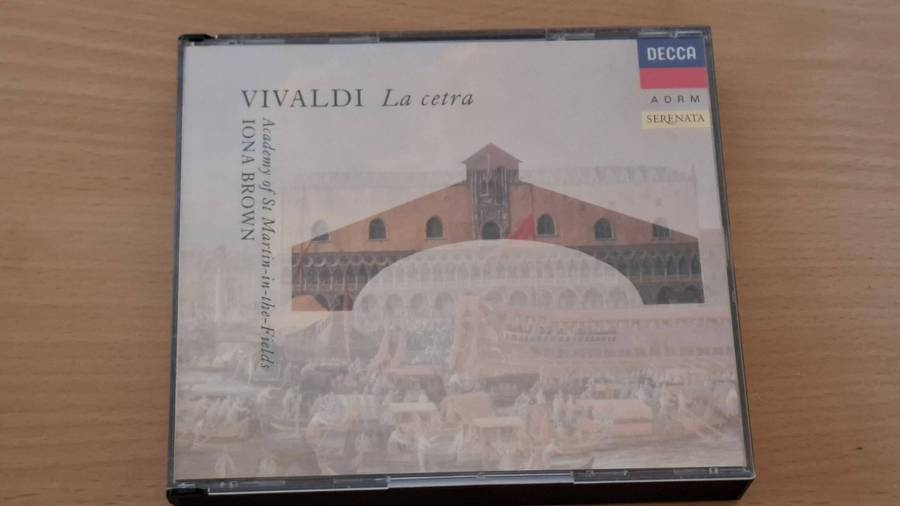 DECCA
VIVALDI La cetra
ADRM
SERENATA
Academy of St Martin-in-the-Fields
IONA BROWN